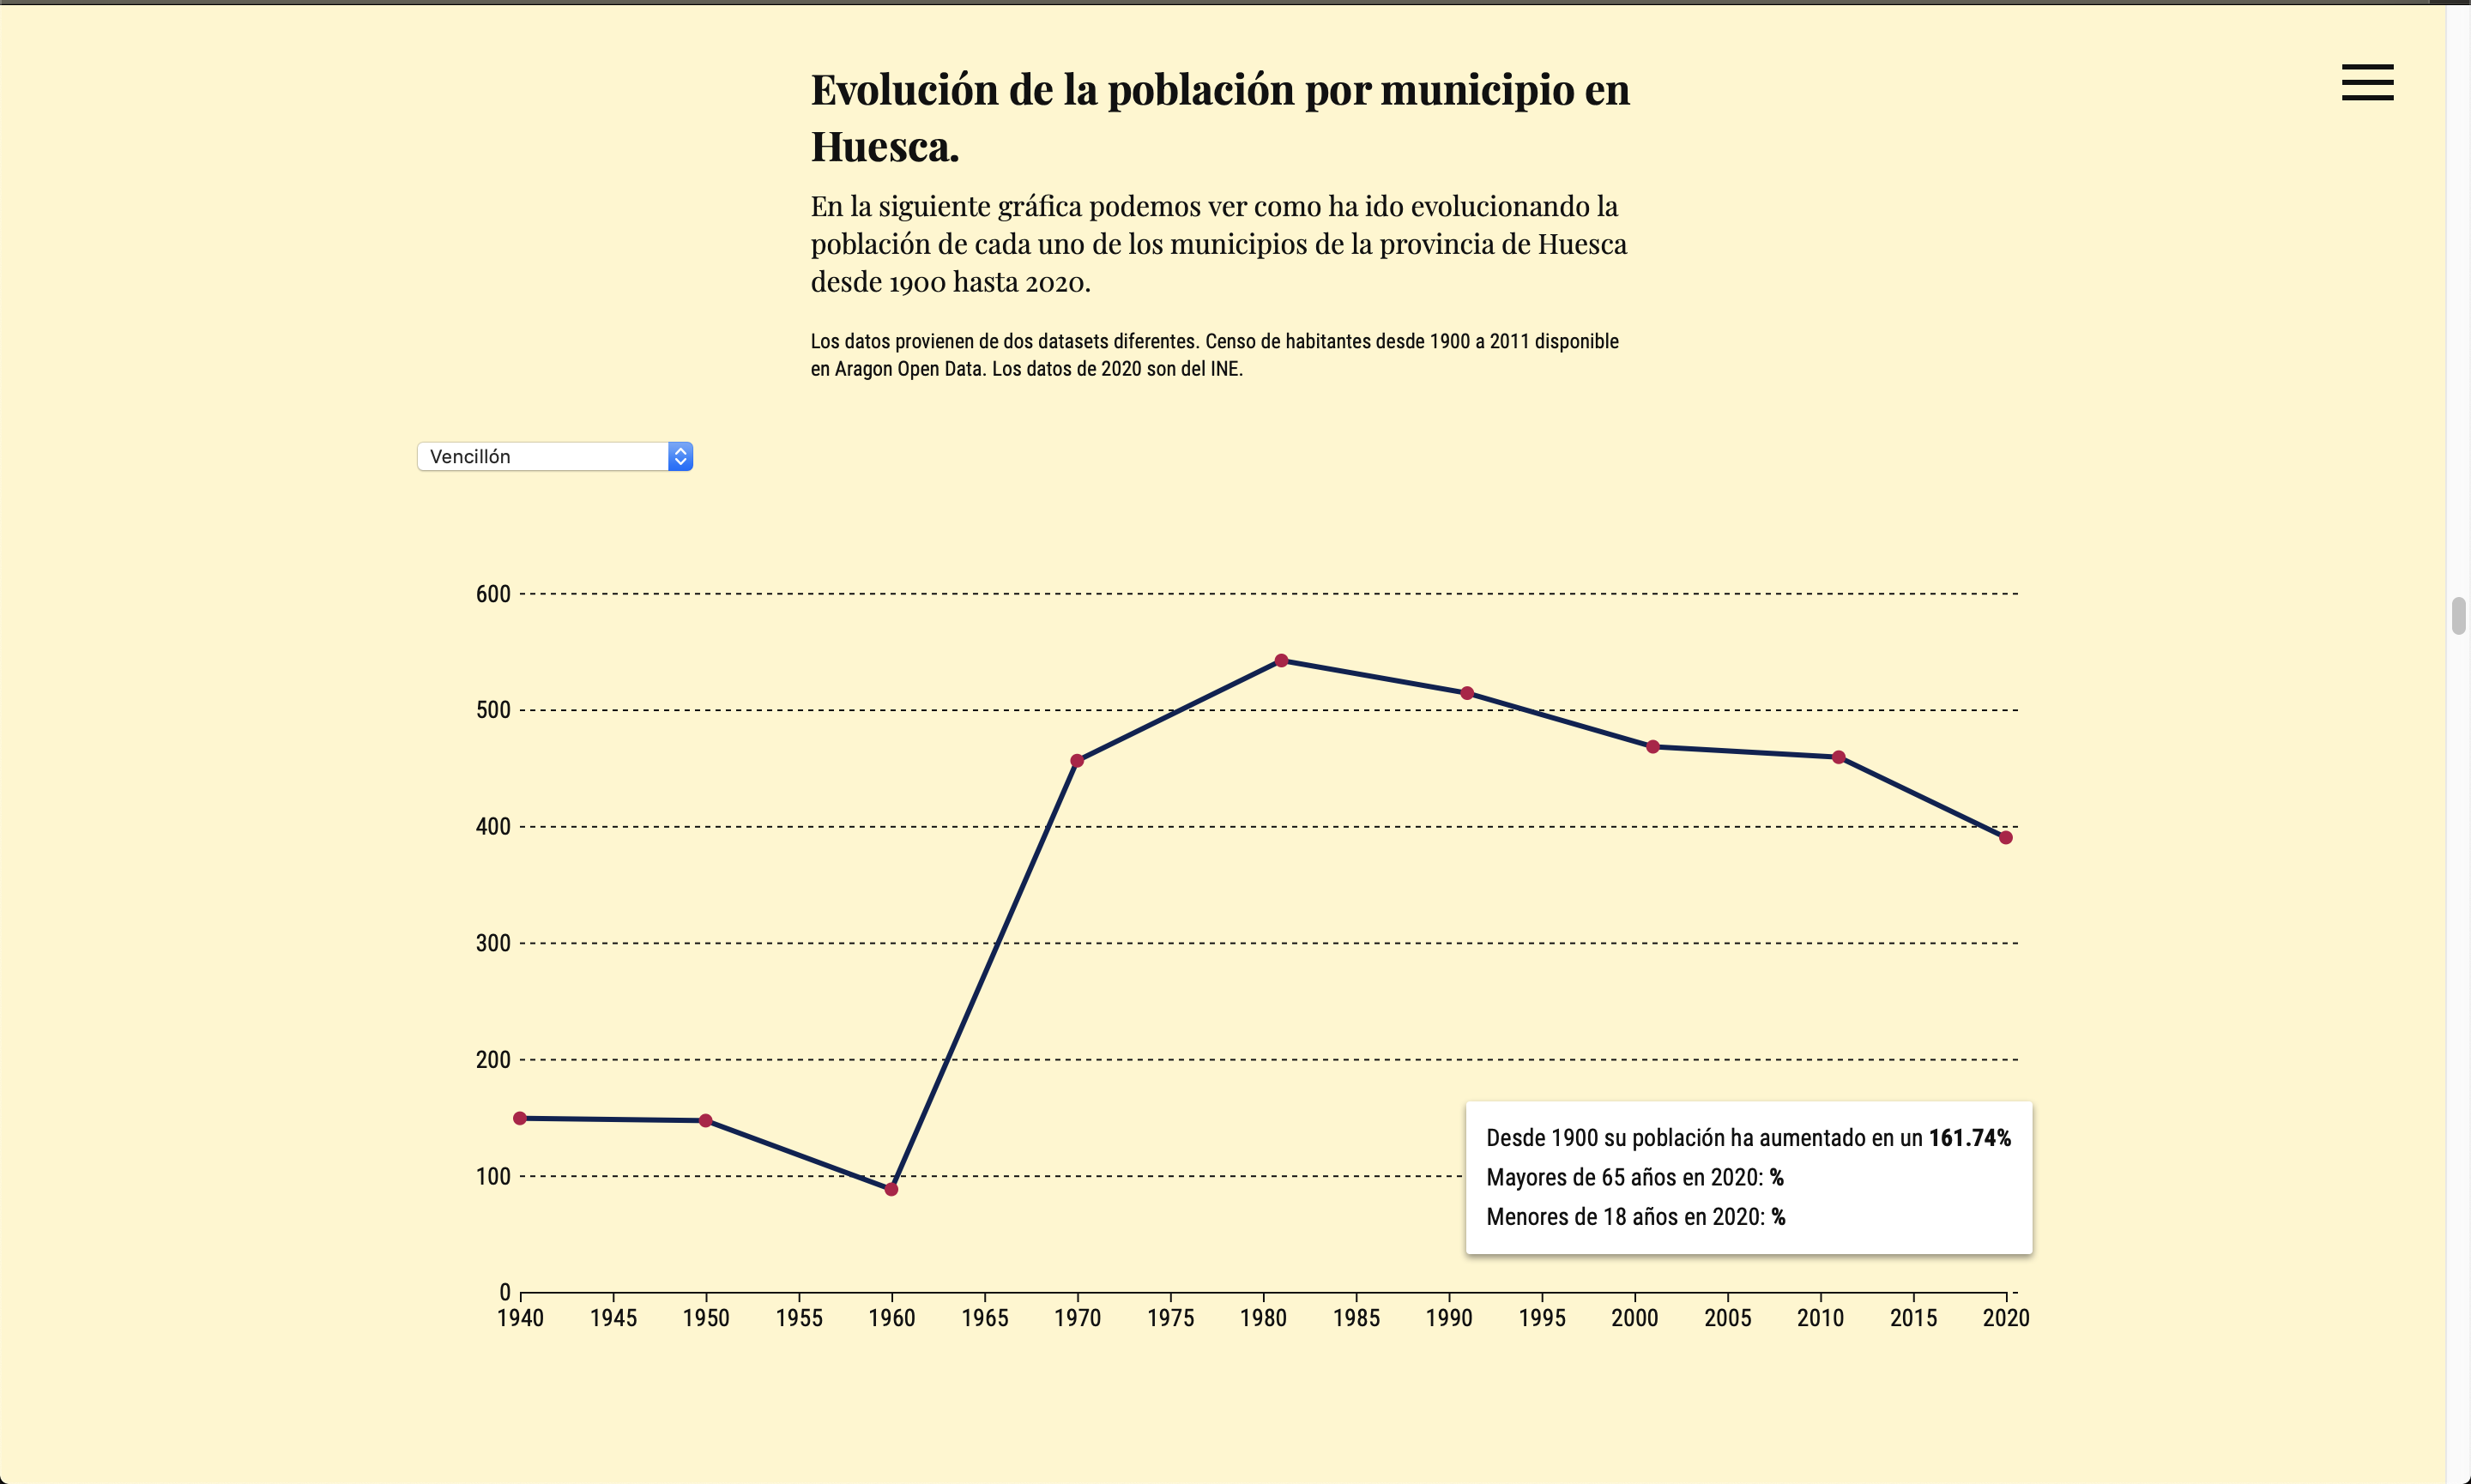 Evolución de la población por municipio en
Huesca.
En la siguiente gráfica podemos ver como ha ido evolucionando la
población de cada uno de los municipios de la provincia de Huesca
desde 1900 hasta 2020.
Los datos provienen de dos datasets diferentes. Censo de habitantes desde 1900 a 2011 disponible
en Aragon Open Data. Los datos de 2020 son del INE.
Vencillón
600
500
400
300
200
100
0
Desde 1900 su población ha aumentado en un 161.74%
Mayores de 65 años en 2020: %
Menores de 18 años en 2020: %
1940 1945 1950 1955 1960 1965 1970 1975 1980 1985 1990 1995 2000 2005 2010 2015 2020